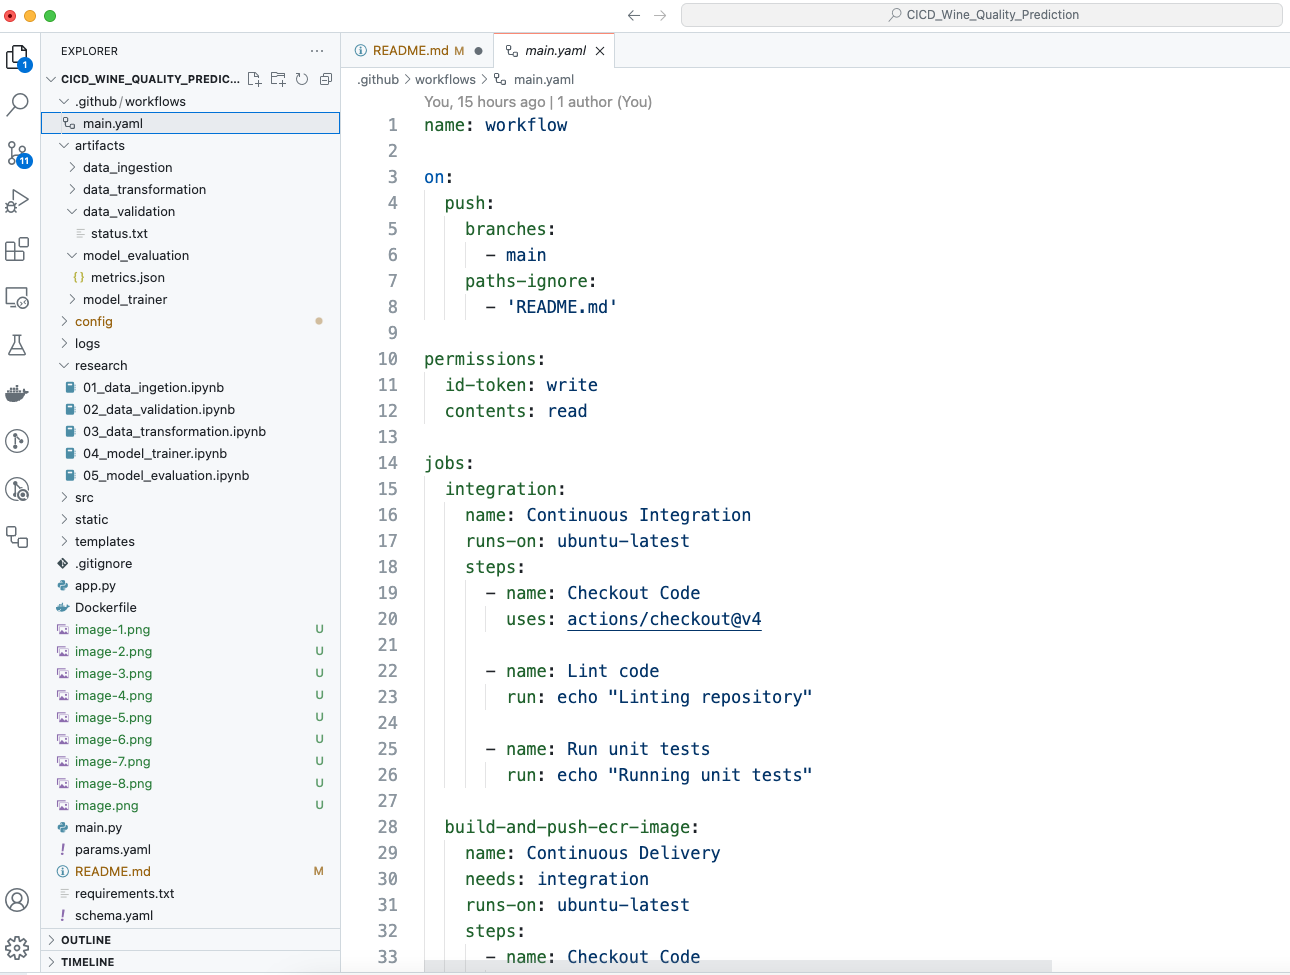 CICD_Wine_Quality_Prediction
EXPLORER
README.md M
main.yaml
CICD_WINE_QUALITY_PREDIC...
.github > workflows > main.yaml
1
11
.github/workflows
main.yaml
artifacts
data_ingestion
data_transformation
data_validation
status.txt
model_evaluation
{} metrics.json
model_trainer
config
logs
research
01_data_ingetion.ipynb
02_data_validation.ipynb
03_data_transformation.ipynb
04_model_trainer.ipynb
05_model_evaluation.ipynb
src
static
templates
.gitignore
app.py
Dockerfile
image-1.png U
image-2.png U
image-3.png U
image-4.png U
image-5.png U
image-6.png U
image-7.png U
image-8.png U
image.png U
main.py
! params.yaml
README.md M
requirements.txt
! schema.yaml
OUTLINE
TIMELINE
You, 15 hours ago | 1 author (You)
1 name: workflow
2
3 on:
4 push:
5 branches:
6 - main
7 paths-ignore:
8 - 'README.md'
9
10 permissions:
11 id-token: write
12 contents: read
13
14 jobs:
15 integration:
16 name: Continuous Integration
17 runs-on: ubuntu-latest
18 steps:
19 - name: Checkout Code
20 uses: actions/checkout@v4
21
22 - name: Lint code
23 run: echo "Linting repository"
24
25 - name: Run unit tests
26 run: echo "Running unit tests"
27
28 build-and-push-ecr-image:
29 name: Continuous Delivery
30 needs: integration
31 runs-on: ubuntu-latest
32 steps:
33 - name: Checkout Code